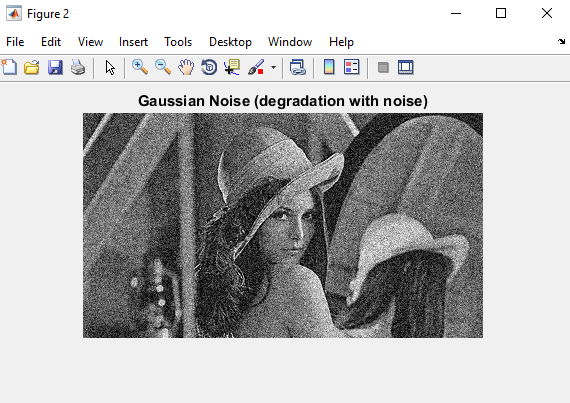 Figure 2
File Edit View Insert Tools Desktop Window Help
Gaussian Noise (degradation with noise)